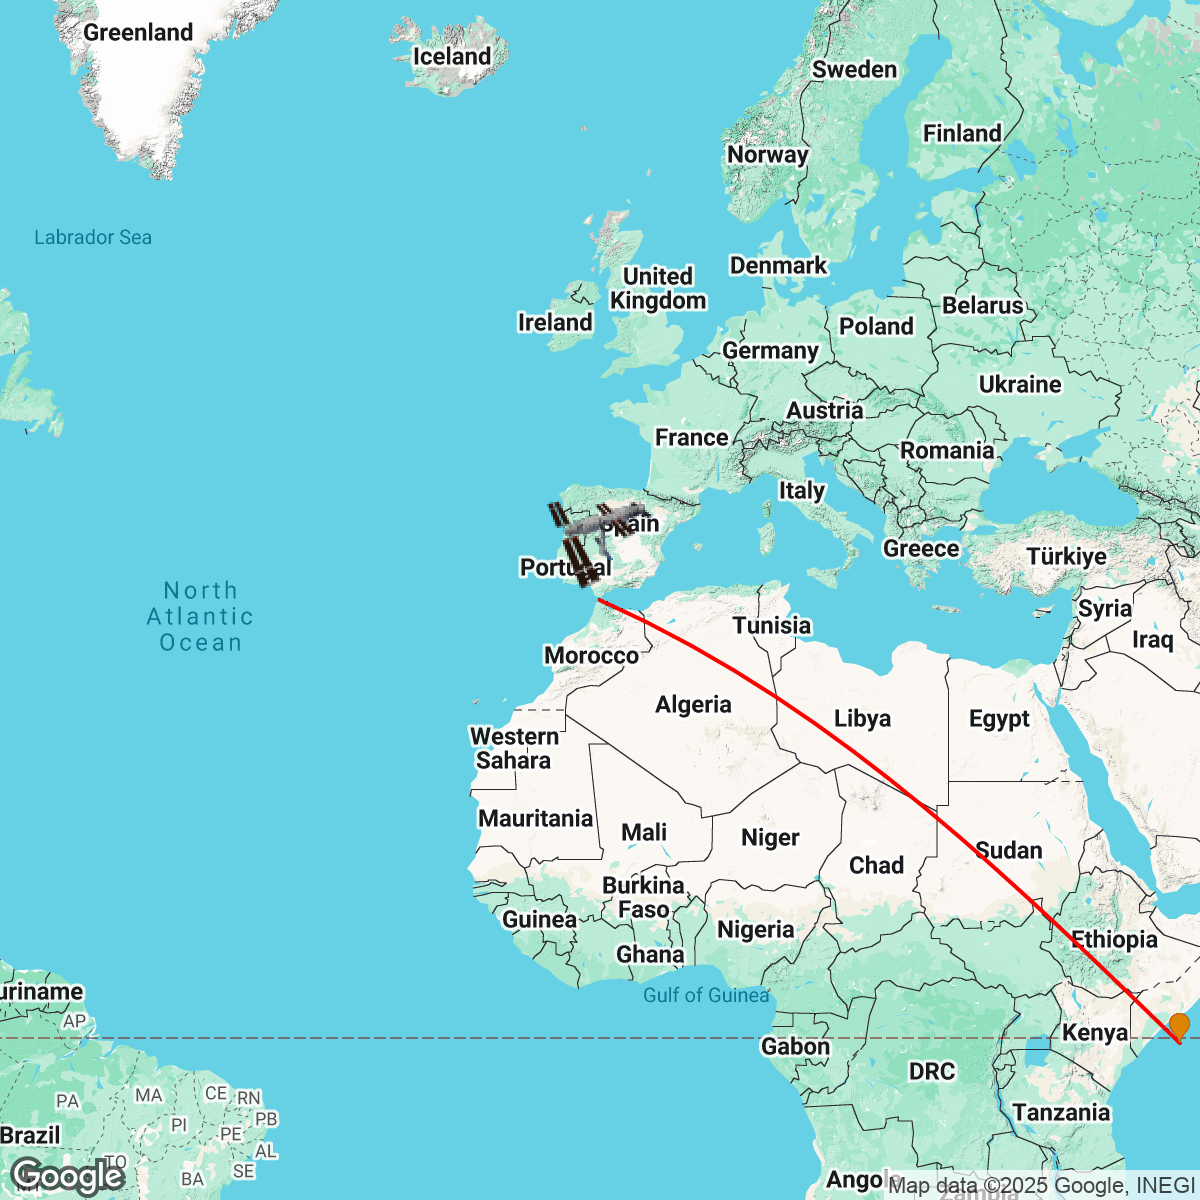 Greenland
Iceland
Sweden
Finland
Norway
Labrador Sea
Denmark
United
Kingdom
Ireland
Belarus
Poland
Germany
Ukraine
Austria
France
Romania
Italy
Spain
Greece
Türkiye
Portugal
North
Atlantic
Ocean
Syria
Iraq
Tunisia
Morocco
Algeria
Libya
Egypt
Western
Sahara
Mauritania
Mali
Niger
Chad
Sudan
Burkina
Faso
Guinea
Nigeria
Ethiopia
Ghana
Gulf of Guinea
uriname
AP
Kenya
Gabon
DRC
PA
MA
CE
RN
PB
PI
PE
AL
SE
BA
TO
MT
Brazil
Tanzania
Angola
Zambia
Google
Map data ©2025 Google, INEGI